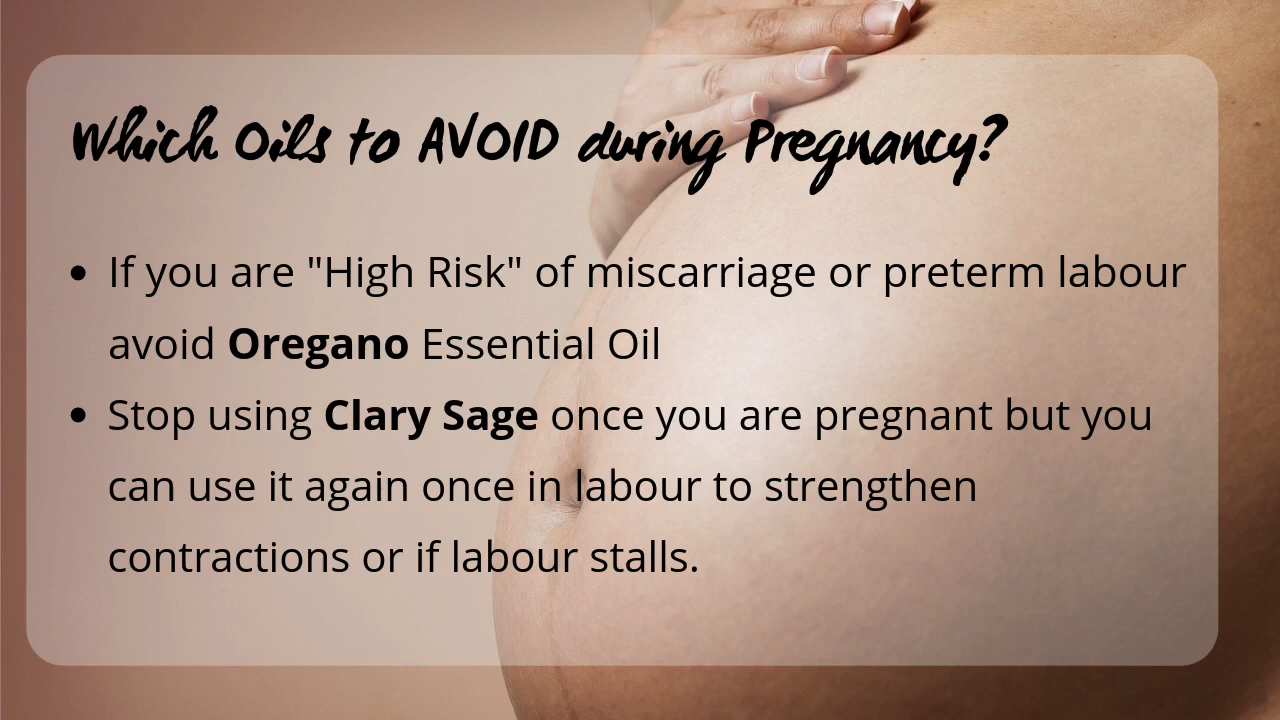 Which Oils to AVOID during Pregnancy?
• If you are "High Risk" of miscarriage or preterm labour
avoid Oregano Essential Oil
• Stop using Clary Sage once you are pregnant but you
can use it again once in labour to strengthen
contractions or if labour stalls.